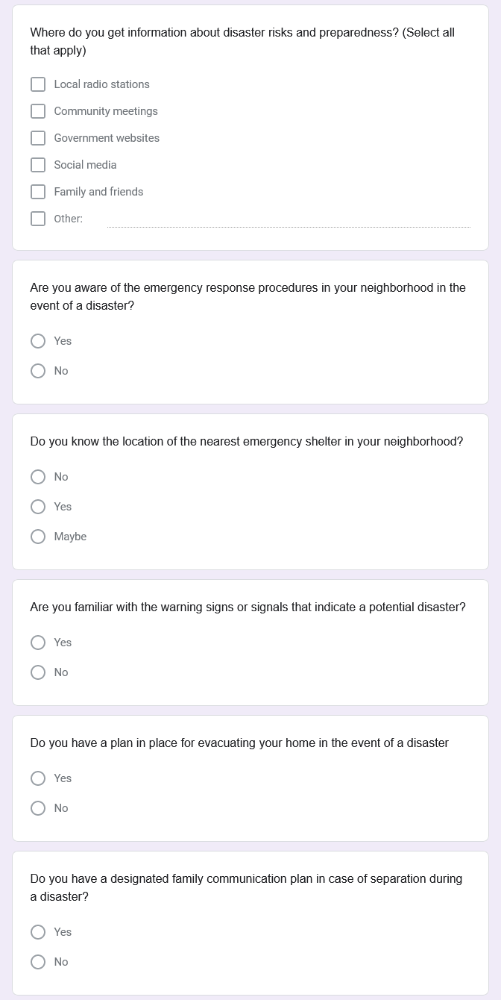 Where do you get information about disaster risks and preparedness? (Select all
that apply)
Local radio stations
Community meetings
Government websites
Social media
Family and friends
Other:
Are you aware of the emergency response procedures in your neighborhood in the
event of a disaster?
Yes
No
Do you know the location of the nearest emergency shelter in your neighborhood?
No
Yes
Maybe
Are you familiar with the warning signs or signals that indicate a potential disaster?
Yes
No
Do you have a plan in place for evacuating your home in the event of a disaster
Yes
No
Do you have a designated family communication plan in case of separation during
a disaster?
Yes
No